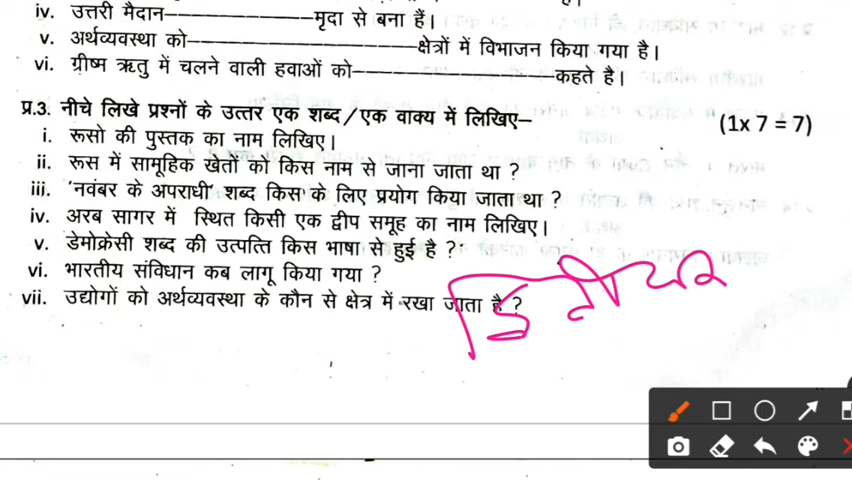 iv. उत्तरी मैदान——————मृदा से बना हैं।
v. अर्थव्यवस्था को——————————क्षेत्रों में विभाजन किया गया है।
vi. ग्रीष्म ऋतु में चलने वाली हवाओं को—————————कहते है।
प्र.3. नीचे लिखे प्रश्नों के उत्तर एक शब्द/एक वाक्य में लिखिए– (1x 7 = 7)
i. रूसो की पुस्तक का नाम लिखिए।
ii. रूस में सामूहिक खेतों को किस नाम से जाना जाता था ?
iii. 'नवंबर के अपराधी' शब्द किस के लिए प्रयोग किया जाता था ?
iv. अरब सागर में स्थित किसी एक द्वीप समूह का नाम लिखिए।
v. डेमोक्रेसी शब्द की उत्पत्ति किस भाषा से हुई है ?
vi. भारतीय संविधान कब लागू किया गया ?
vii. उद्योगों को अर्थव्यवस्था के कौन से क्षेत्र में रखा जाता है ?